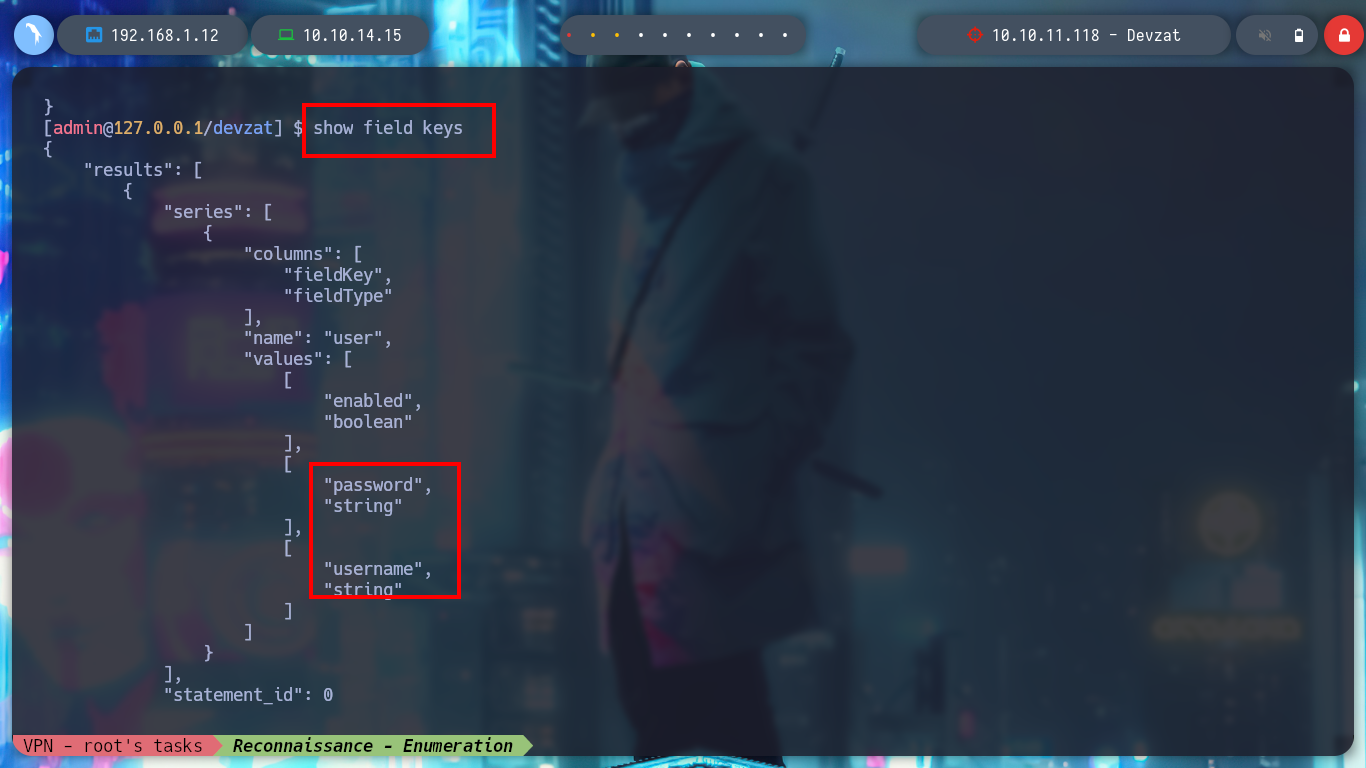 192.168.1.12 10.10.14.15 10.10.11.118 - Devzat
}
[admin@127.0.0.1/devzat] $ show field keys
{
    "results": [
        {
            "series": [
                {
                    "columns": [
                        "fieldKey",
                        "fieldType"
                    ],
                    "name": "user",
                    "values": [
                        [
                            "enabled",
                            "boolean"
                        ],
                        [
                            "password",
                            "string"
                        ],
                        [
                            "username",
                            "string"
                        ]
                    ]
                }
            ],
            "statement_id": 0
VPN - root's tasks Reconnaissance - Enumeration